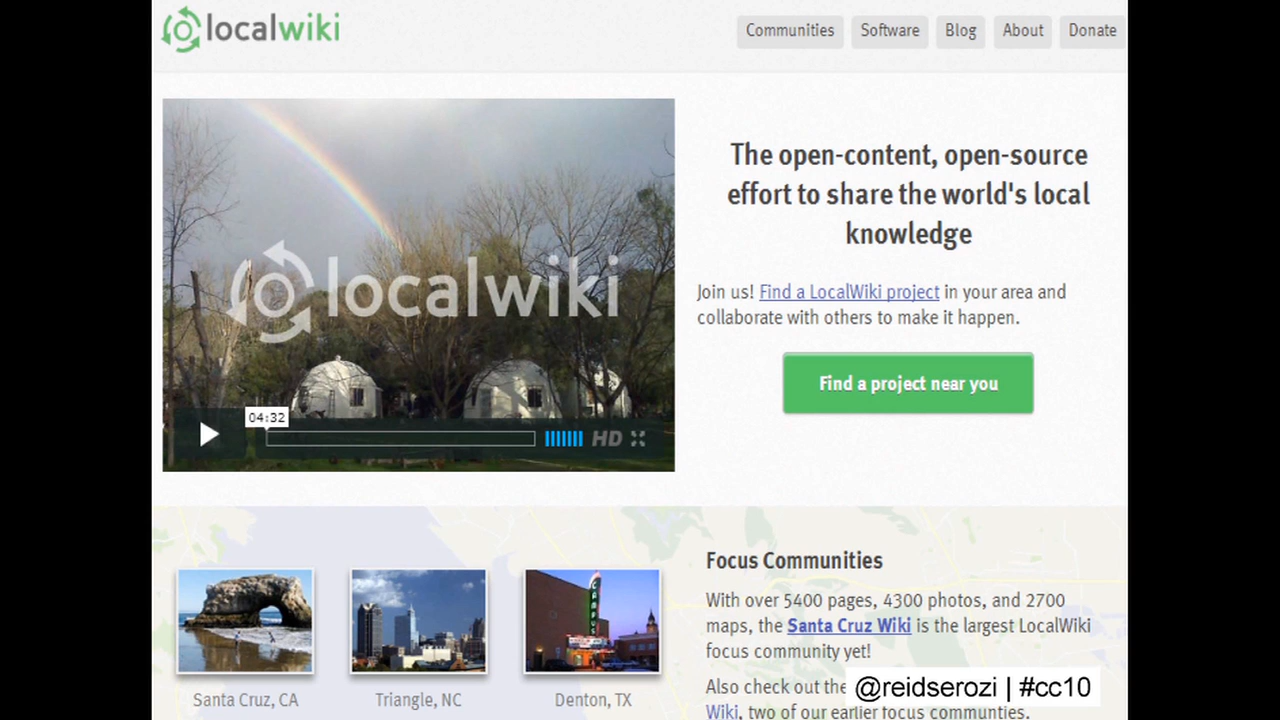 localwiki
Communities
Software
Blog
About
Donate
localwiki
04:32
HD
The open-content, open-source
effort to share the world's local
knowledge
Join us! Find a LocalWiki project in your area and
collaborate with others to make it happen.
Find a project near you
CAMPUS
Santa Cruz, CA
Triangle, NC
Denton, TX
Focus Communities
With over 5400 pages, 4300 photos, and 2700
maps, the Santa Cruz Wiki is the largest LocalWiki
focus community yet!
Also check out the
@reidserozi | #cc10
Wiki, two of our earlier focus communties.